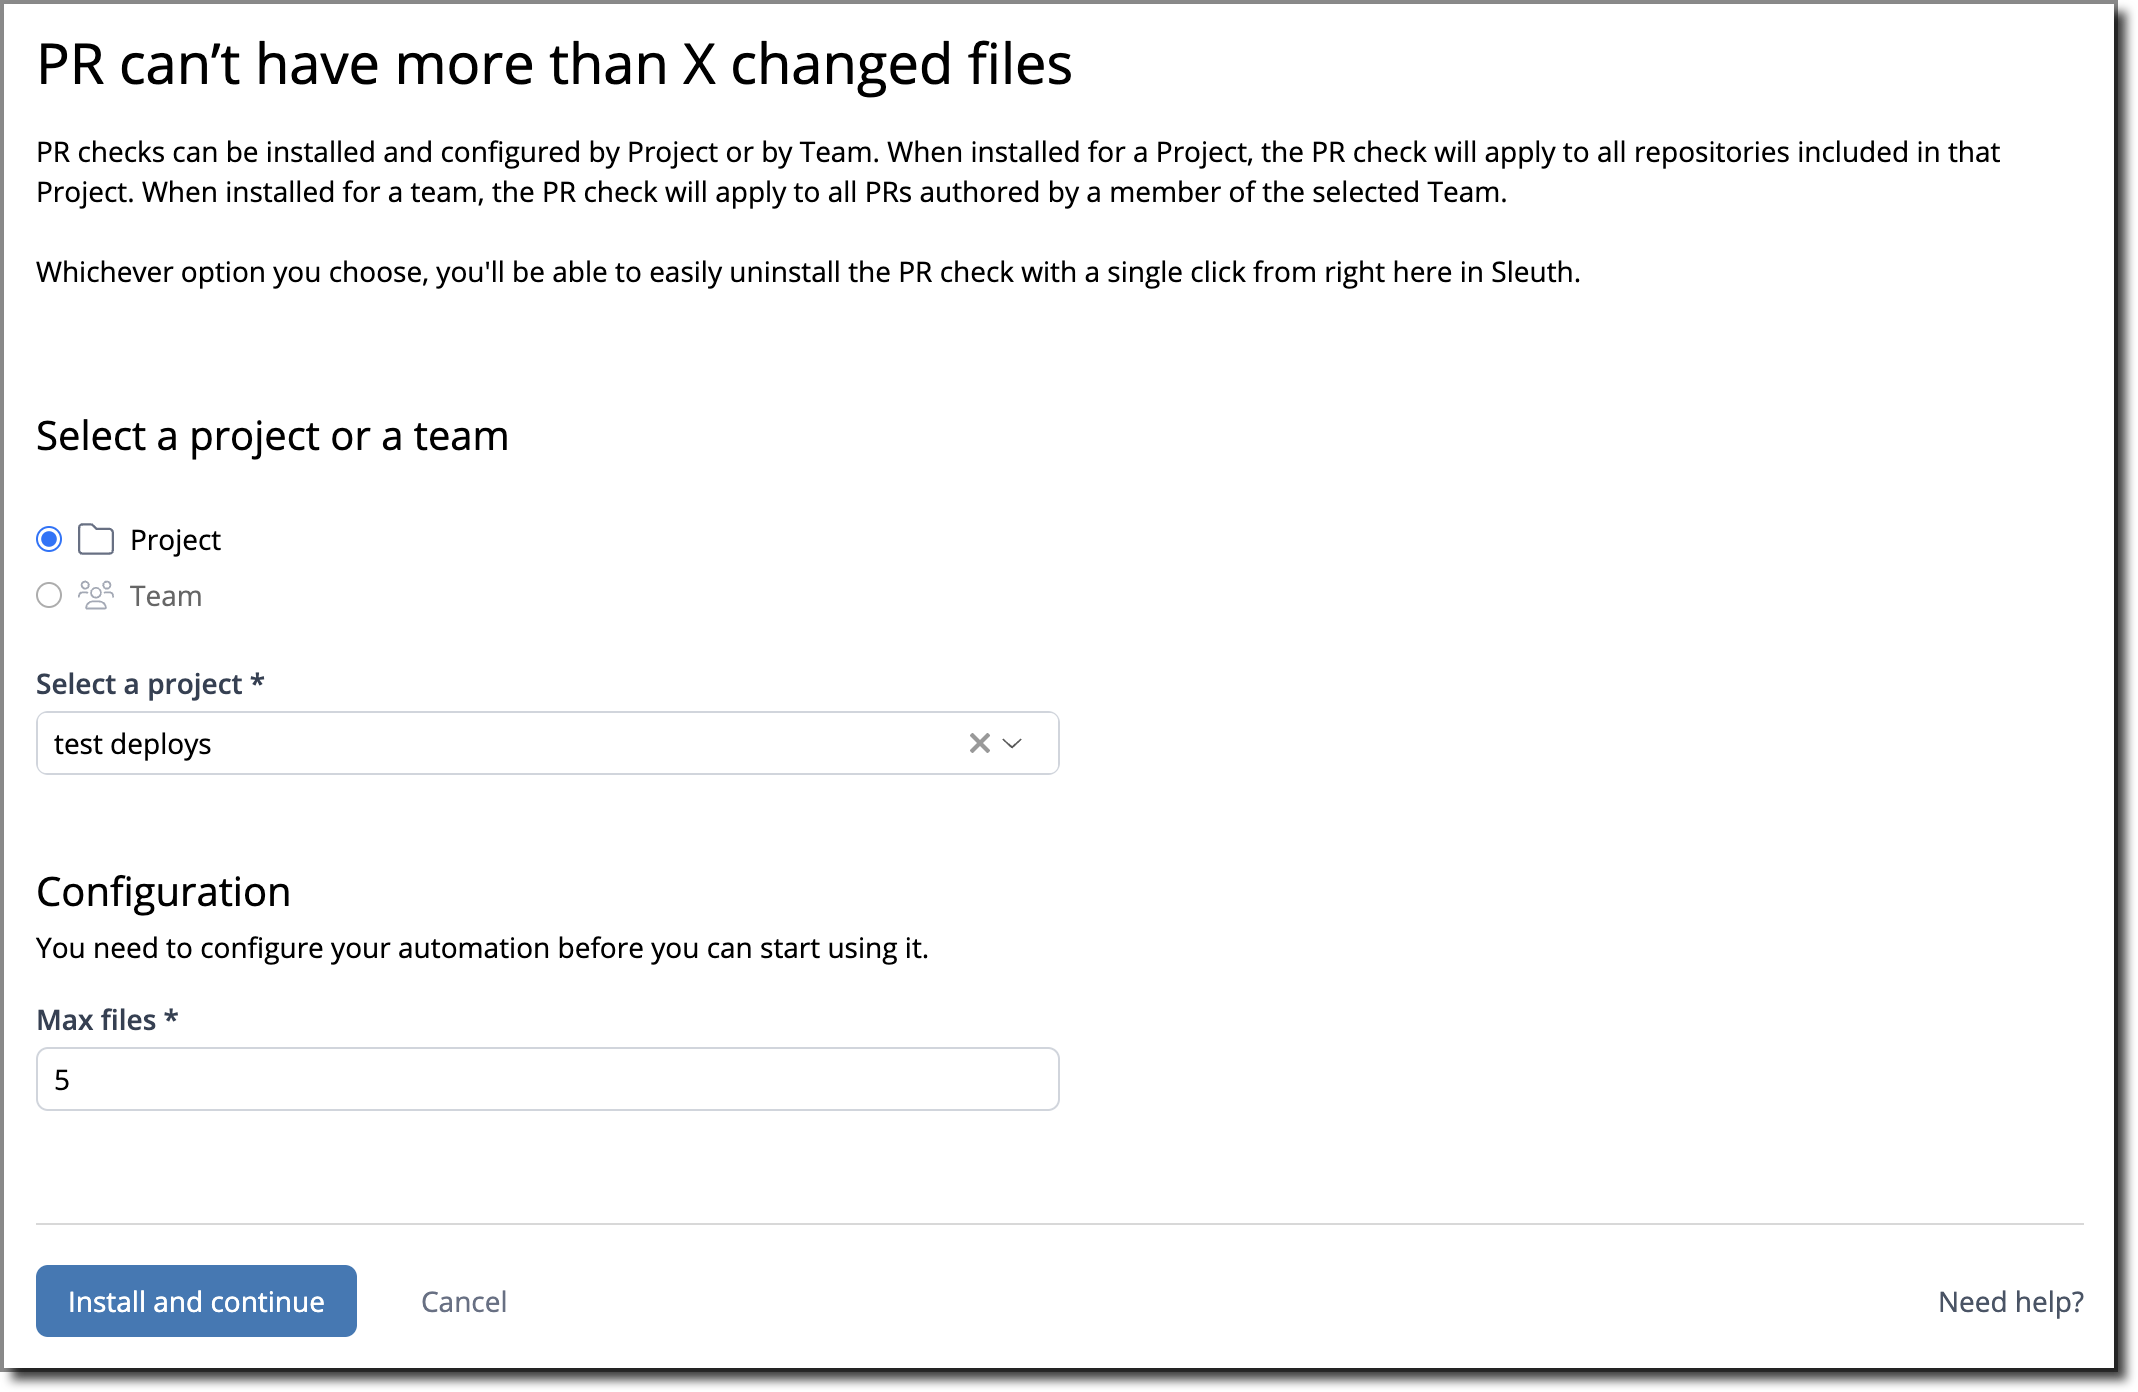 PR can’t have more than X changed files
PR checks can be installed and configured by Project or by Team. When installed for a Project, the PR check will apply to all repositories included in that
Project. When installed for a team, the PR check will apply to all PRs authored by a member of the selected Team.
Whichever option you choose, you'll be able to easily uninstall the PR check with a single click from right here in Sleuth.
Select a project or a team
Project
Team
Select a project *
test deploys
Configuration
You need to configure your automation before you can start using it.
Max files *
5
Install and continue
Cancel
Need help?